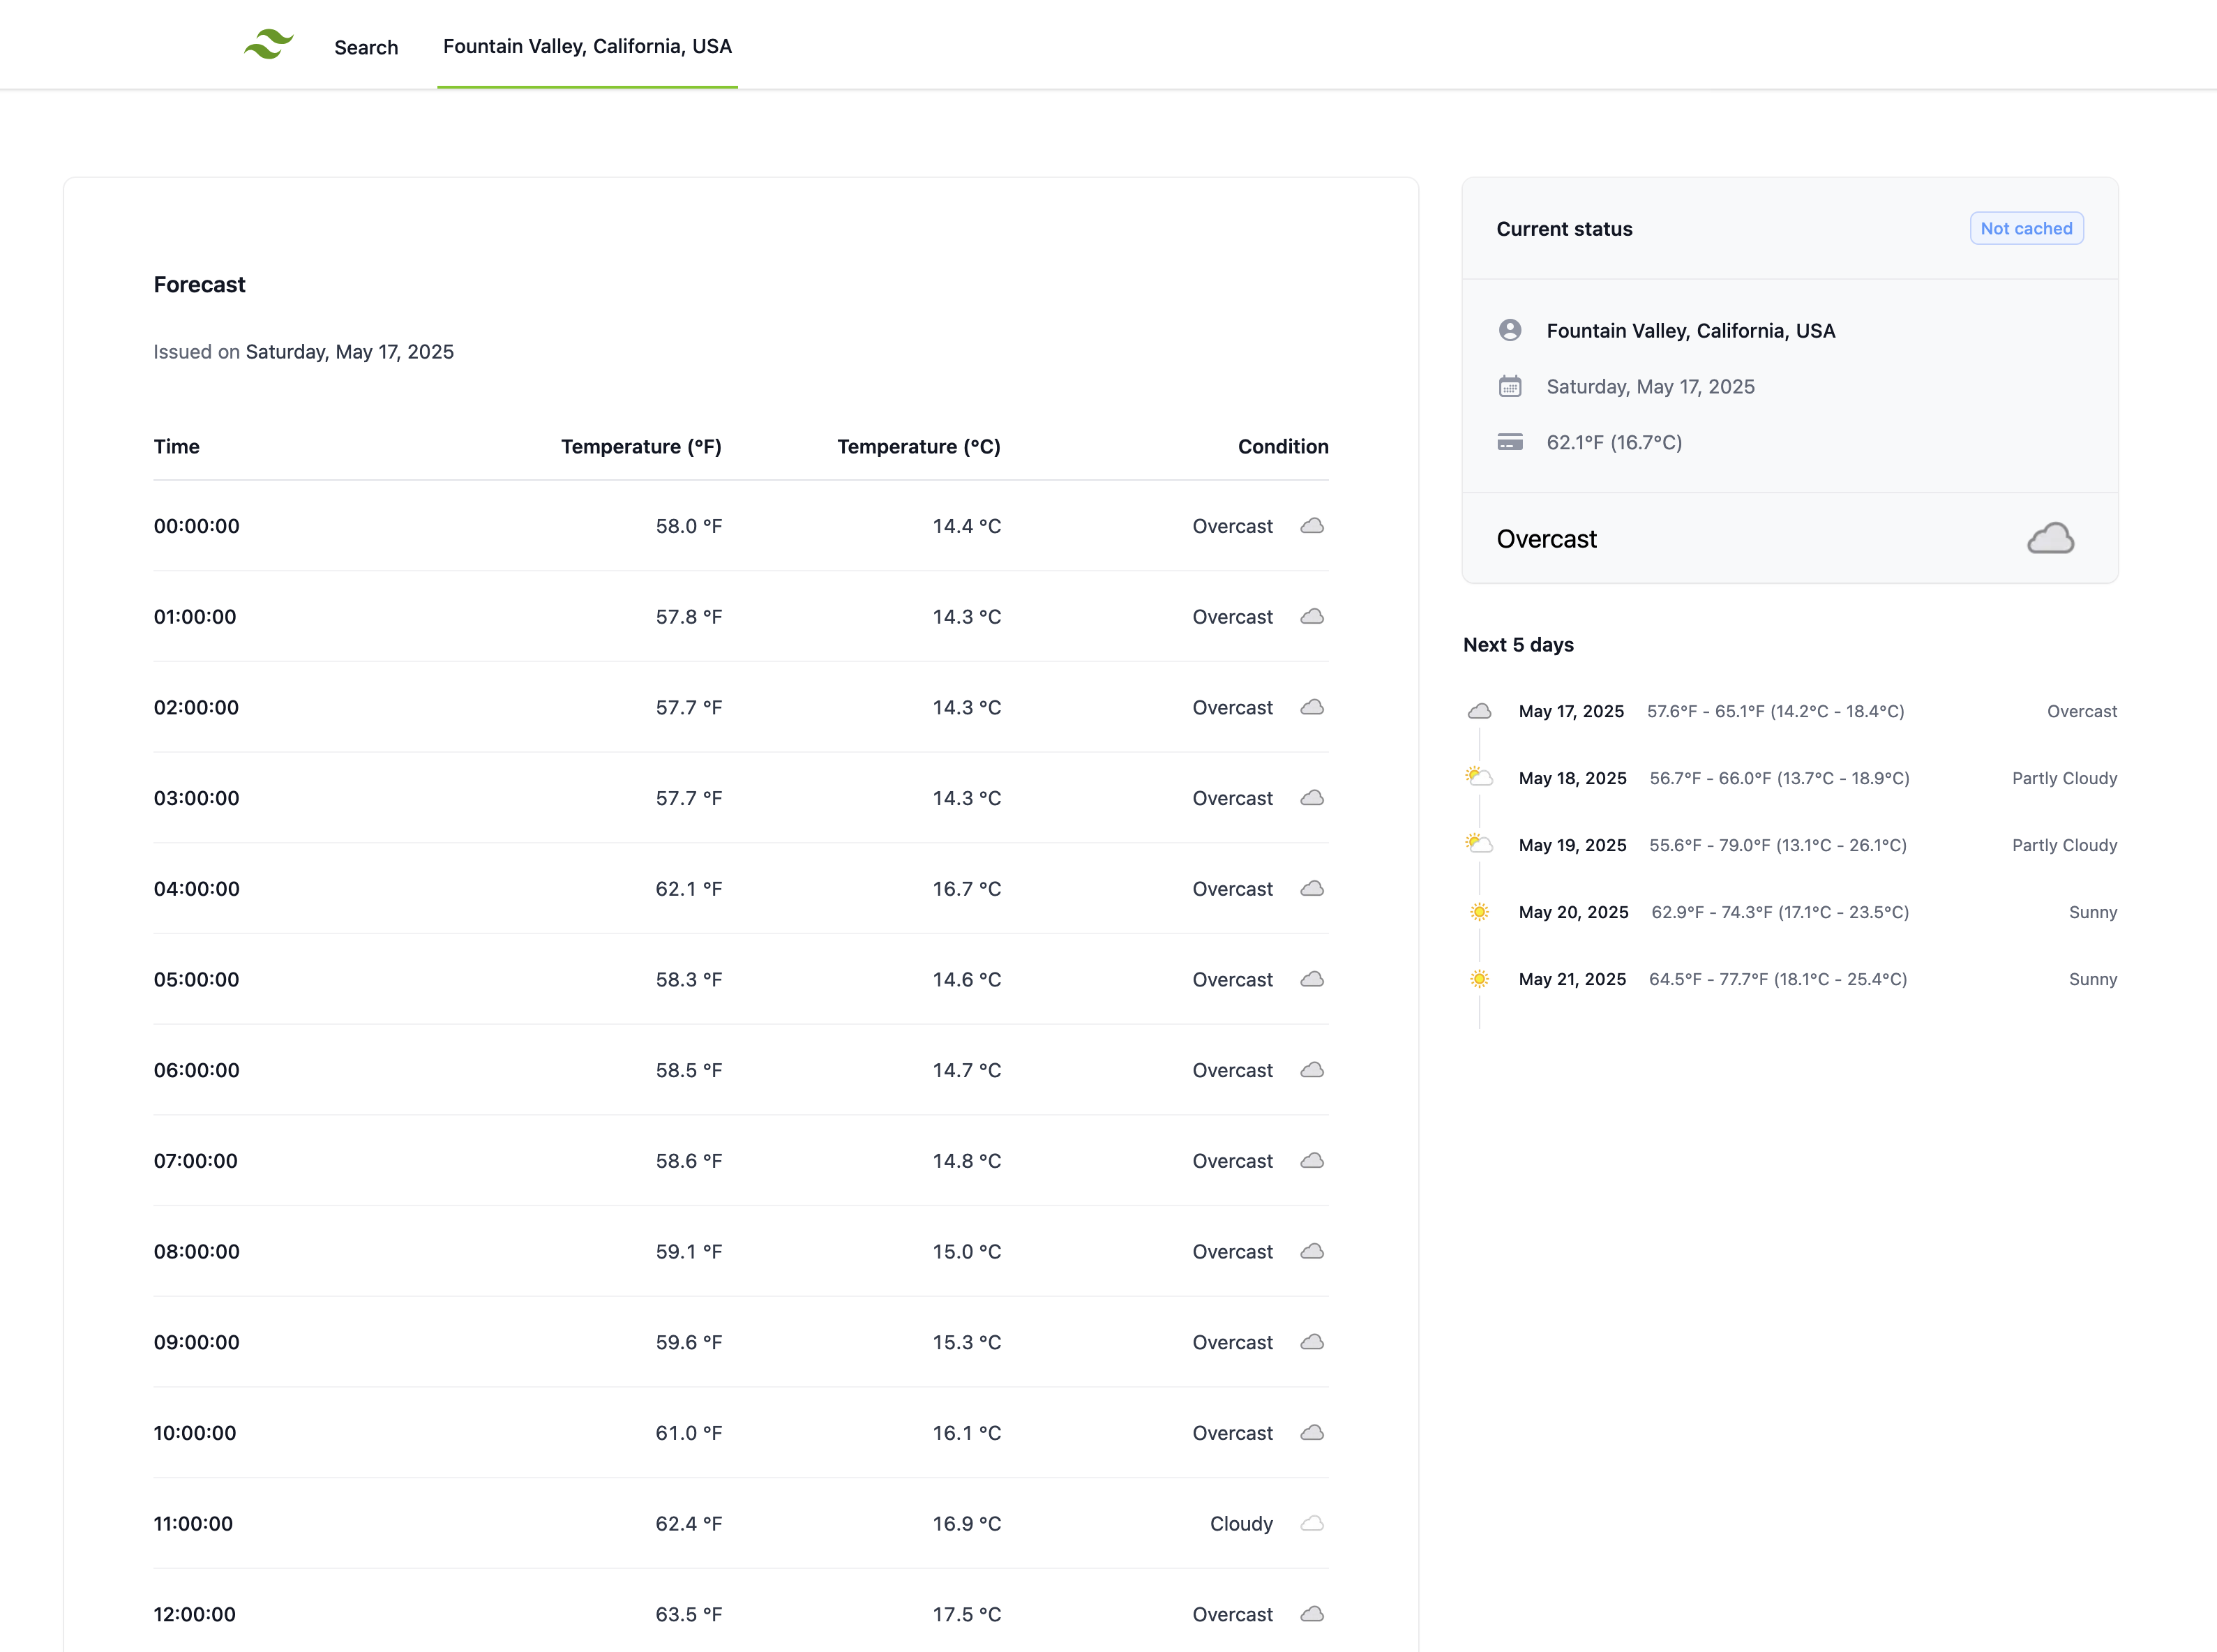 Search
Fountain Valley, California, USA
Forecast
Issued on Saturday, May 17, 2025
Time Temperature (°F) Temperature (°C) Condition
00:00:00 58.0 °F 14.4 °C Overcast
01:00:00 57.8 °F 14.3 °C Overcast
02:00:00 57.7 °F 14.3 °C Overcast
03:00:00 57.7 °F 14.3 °C Overcast
04:00:00 62.1 °F 16.7 °C Overcast
05:00:00 58.3 °F 14.6 °C Overcast
06:00:00 58.5 °F 14.7 °C Overcast
07:00:00 58.6 °F 14.8 °C Overcast
08:00:00 59.1 °F 15.0 °C Overcast
09:00:00 59.6 °F 15.3 °C Overcast
10:00:00 61.0 °F 16.1 °C Overcast
11:00:00 62.4 °F 16.9 °C Cloudy
12:00:00 63.5 °F 17.5 °C Overcast
Current status Not cached
Fountain Valley, California, USA
Saturday, May 17, 2025
62.1°F (16.7°C)
Overcast
Next 5 days
May 17, 2025 57.6°F - 65.1°F (14.2°C - 18.4°C) Overcast
May 18, 2025 56.7°F - 66.0°F (13.7°C - 18.9°C) Partly Cloudy
May 19, 2025 55.6°F - 79.0°F (13.1°C - 26.1°C) Partly Cloudy
May 20, 2025 62.9°F - 74.3°F (17.1°C - 23.5°C) Sunny
May 21, 2025 64.5°F - 77.7°F (18.1°C - 25.4°C) Sunny